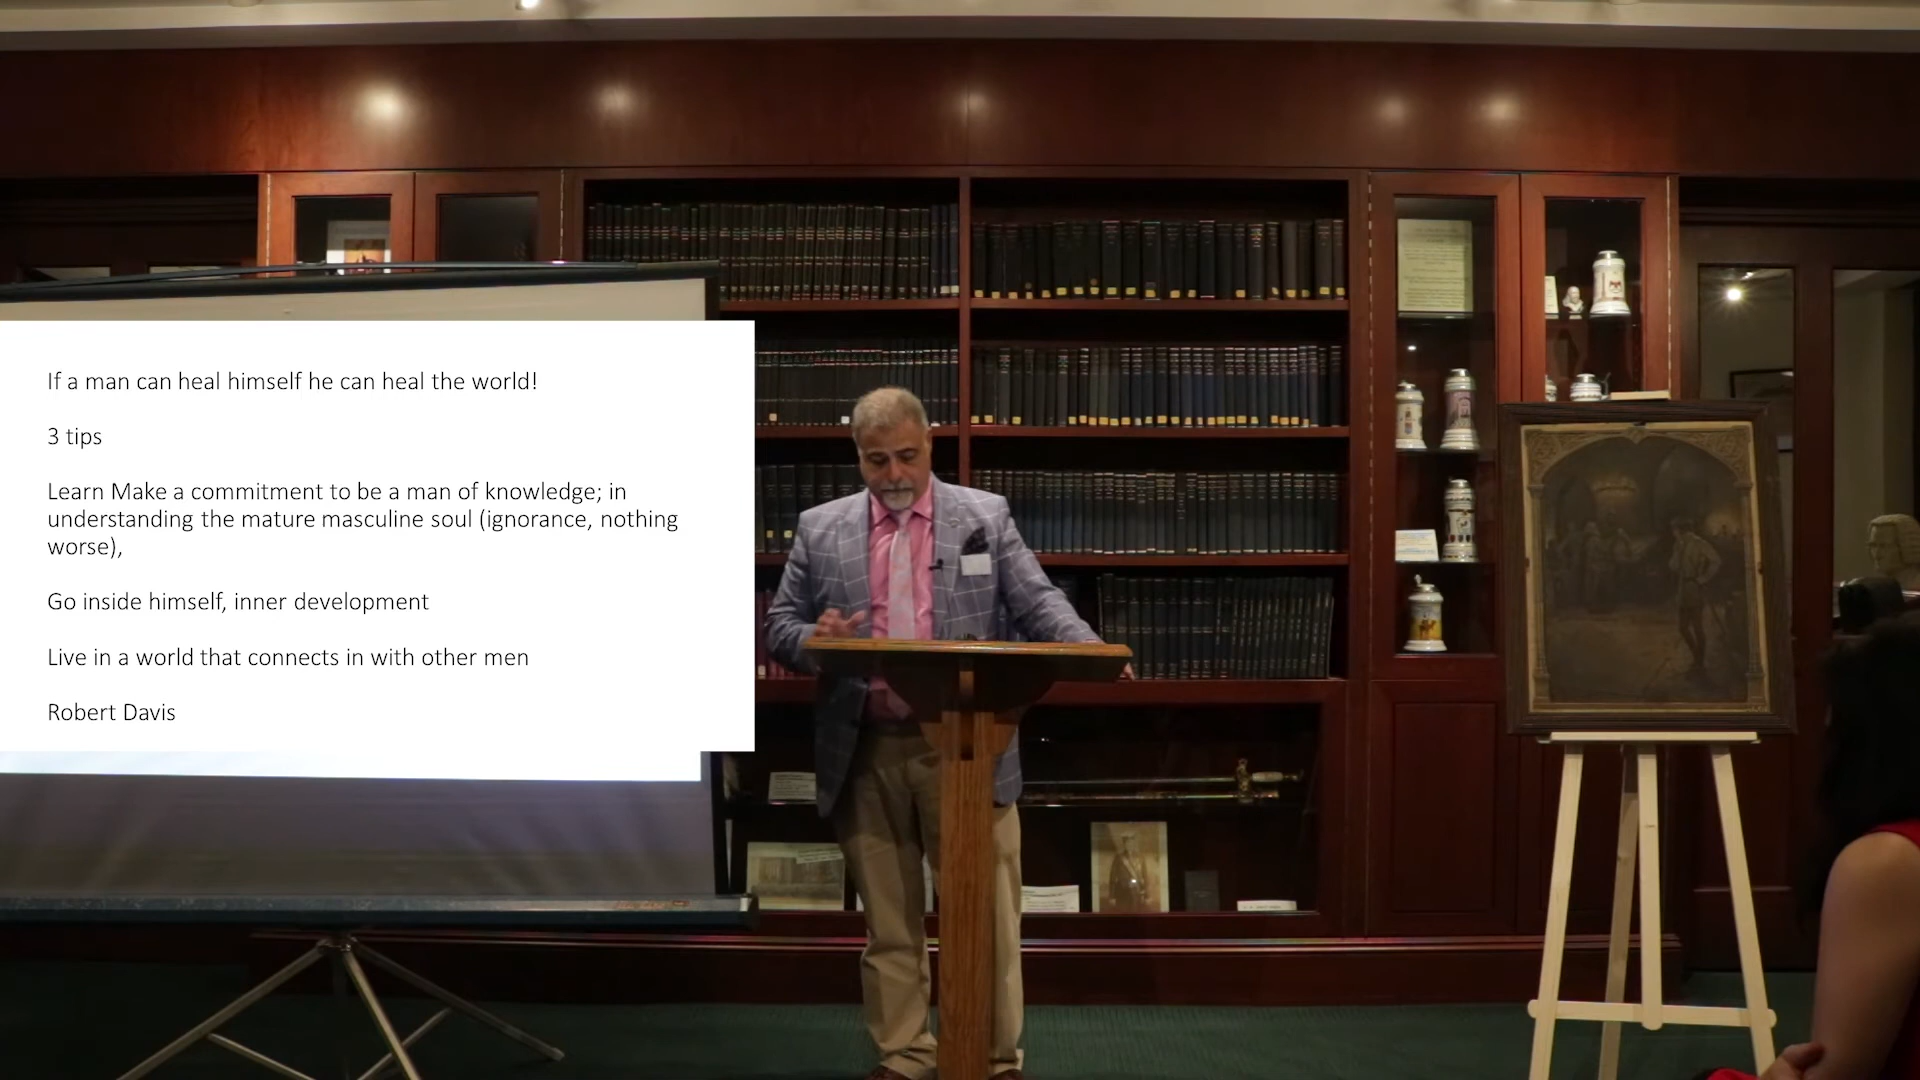 If a man can heal himself he can heal the world!
3 tips
Learn Make a commitment to be a man of knowledge; in
understanding the mature masculine soul (ignorance, nothing
worse),
Go inside himself, inner development
Live in a world that connects in with other men
Robert Davis